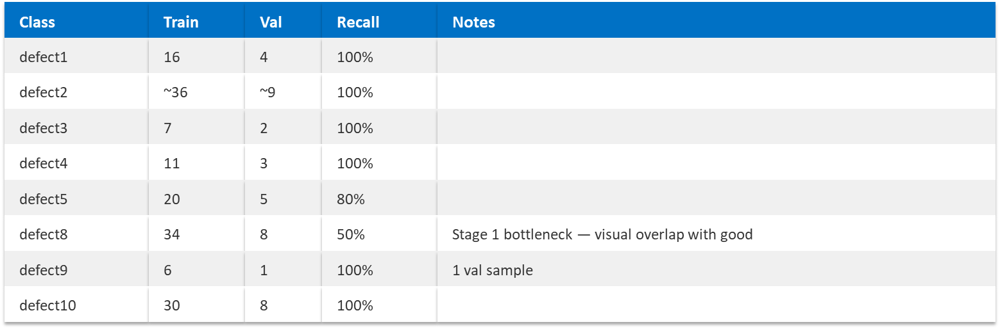 Class Train Val Recall Notes
defect1 16 4 100%
defect2 ~36 ~9 100%
defect3 7 2 100%
defect4 11 3 100%
defect5 20 5 80%
defect8 34 8 50% Stage 1 bottleneck — visual overlap with good
defect9 6 1 100% 1 val sample
defect10 30 8 100%